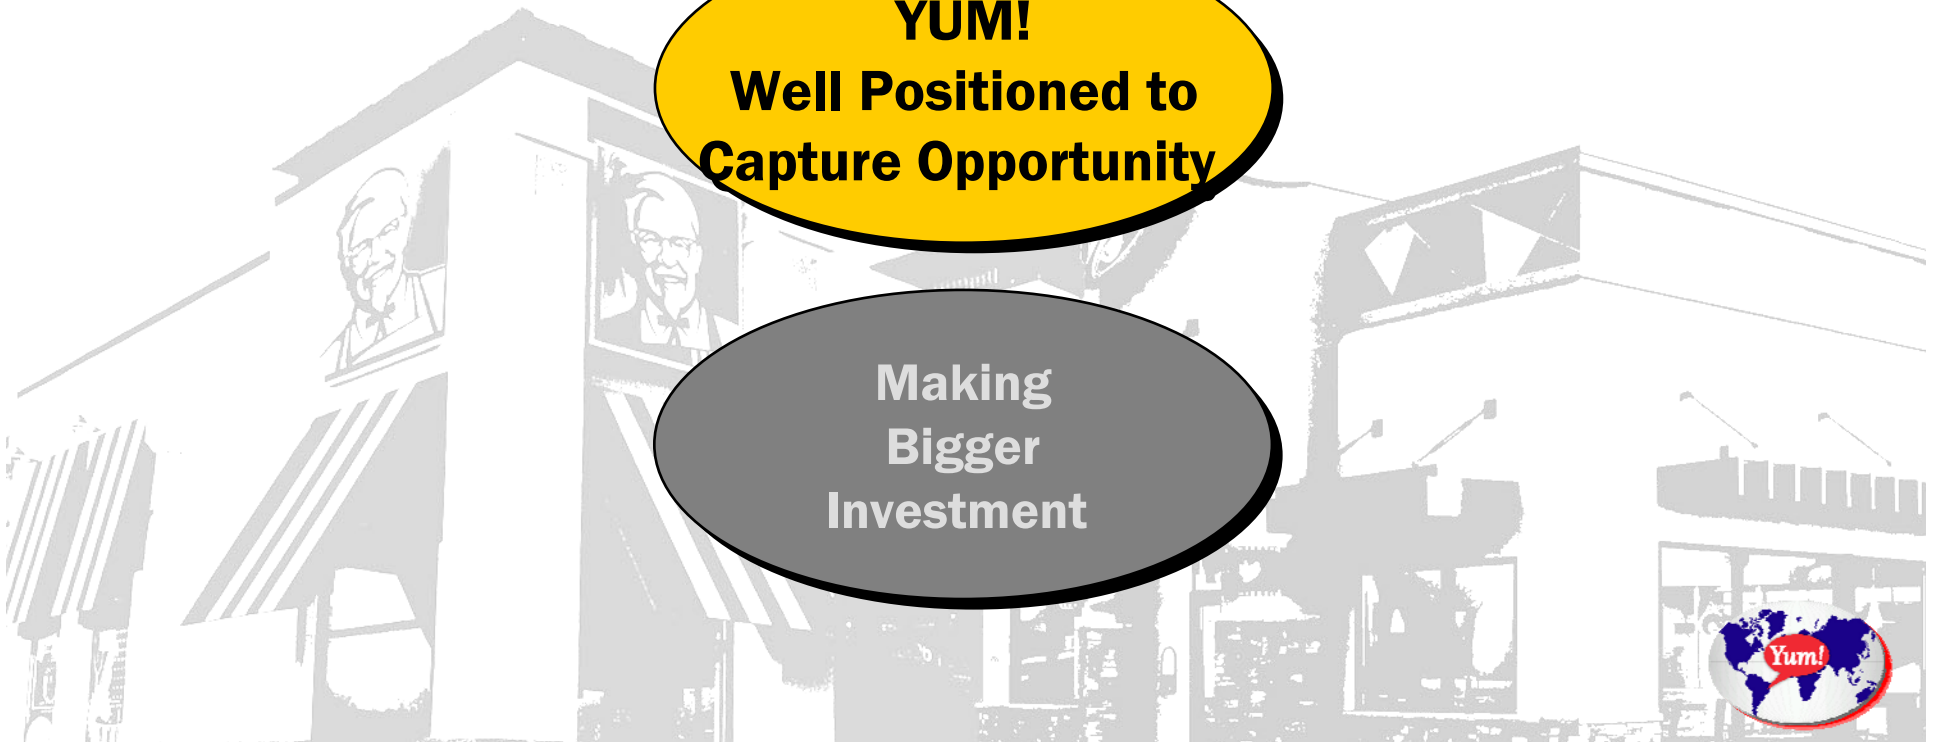 YUM!
Well Positioned to
Capture Opportunity
Making
Bigger
Investment
Yum!